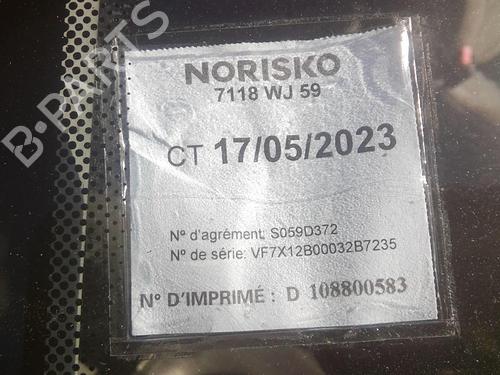 NORISKO
7118 WJ 59
CT 17/05/2023
N° d'agrément: S059D372
N° de série: VF7X12B00032B7235
N° D'IMPRIMÉ : D 108800583
B-PARTS